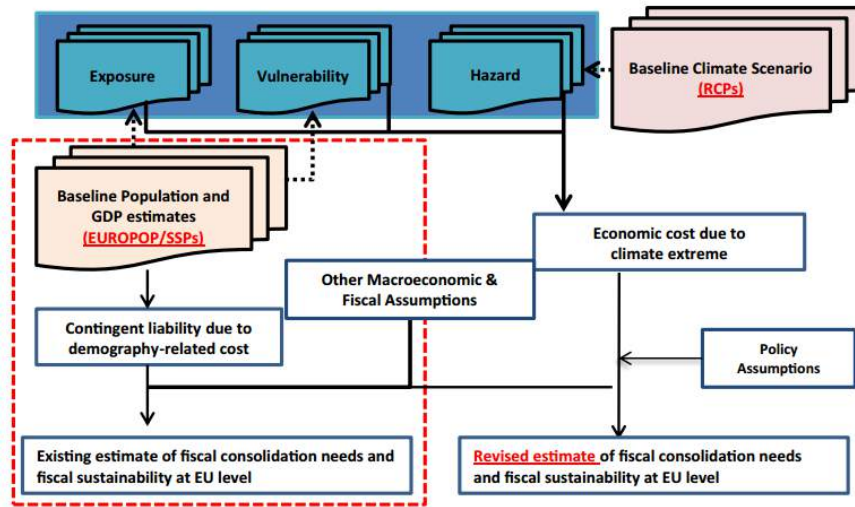 Exposure
Vulnerability
Hazard
Baseline Climate Scenario
(RCPs)
Baseline Population and
GDP estimates
(EUROPOP/SSPs)
Economic cost due to
climate extreme
Other Macroeconomic &
Fiscal Assumptions
Contingent liability due to
demography-related cost
Policy
Assumptions
Existing estimate of fiscal consolidation needs and
fiscal sustainability at EU level
Revised estimate of fiscal consolidation needs
and fiscal sustainability at EU level